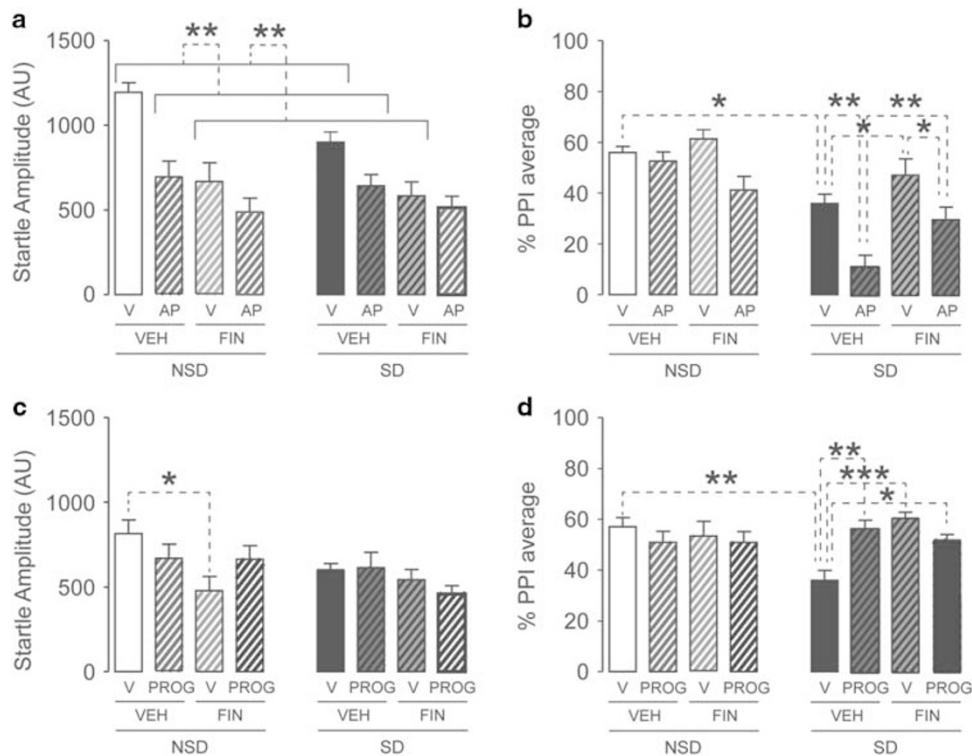 a
Startle Amplitude (AU)
1500
1000
500
0
** **
V AP V AP V AP V AP
VEH FIN VEH FIN
NSD SD
b
% PPI average
100
80
60
40
20
0
* ** **
* *
V AP V AP V AP V AP
VEH FIN VEH FIN
NSD SD
c
Startle Amplitude (AU)
1500
1000
500
0
*
V PROG V PROG V PROG V PROG
VEH FIN VEH FIN
NSD SD
d
% PPI average
100
80
60
40
20
0
**
***
** *
V PROG V PROG V PROG V PROG
VEH FIN VEH FIN
NSD SD